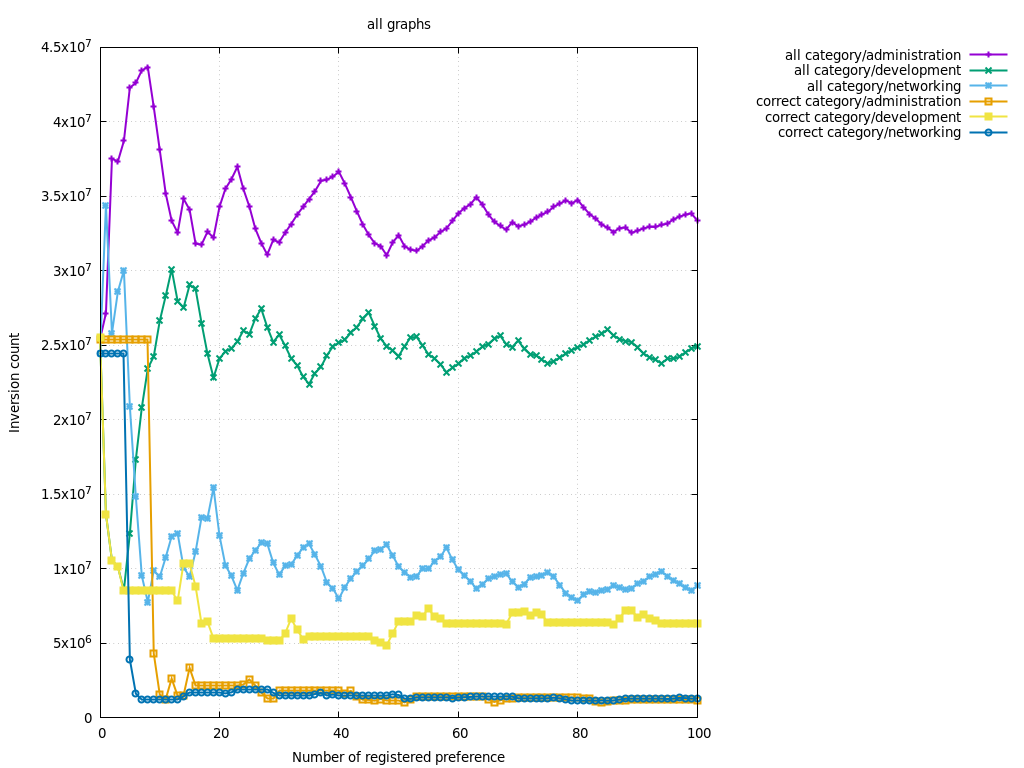 all graphs
4.5x10^7
4x10^7
3.5x10^7
3x10^7
2.5x10^7
2x10^7
1.5x10^7
1x10^7
5x10^6
0
0 20 40 60 80 100
Inversion count
Number of registered preference
all category/administration
all category/development
all category/networking
correct category/administration
correct category/development
correct category/networking